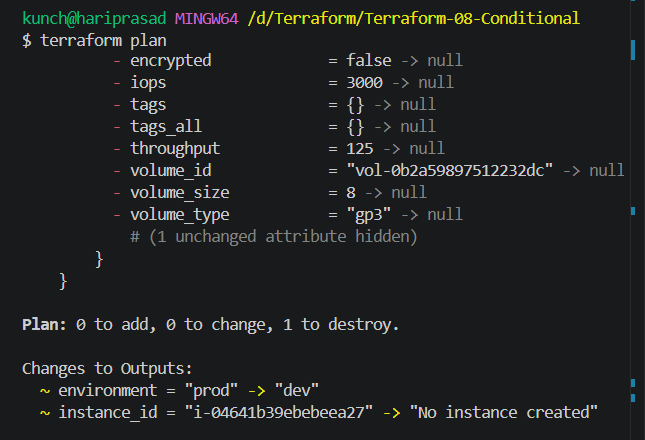 kunch@hariprasad MINGW64 /d/Terraform/Terraform-08-Conditional
$ terraform plan
- encrypted = false -> null
- iops = 3000 -> null
- tags = {} -> null
- tags_all = {} -> null
- throughput = 125 -> null
- volume_id = "vol-0b2a59897512232dc" -> null
- volume_size = 8 -> null
- volume_type = "gp3" -> null
# (1 unchanged attribute hidden)
}
}
Plan: 0 to add, 0 to change, 1 to destroy.
Changes to Outputs:
~ environment = "prod" -> "dev"
~ instance_id = "i-04641b39ebebeea27" -> "No instance created"